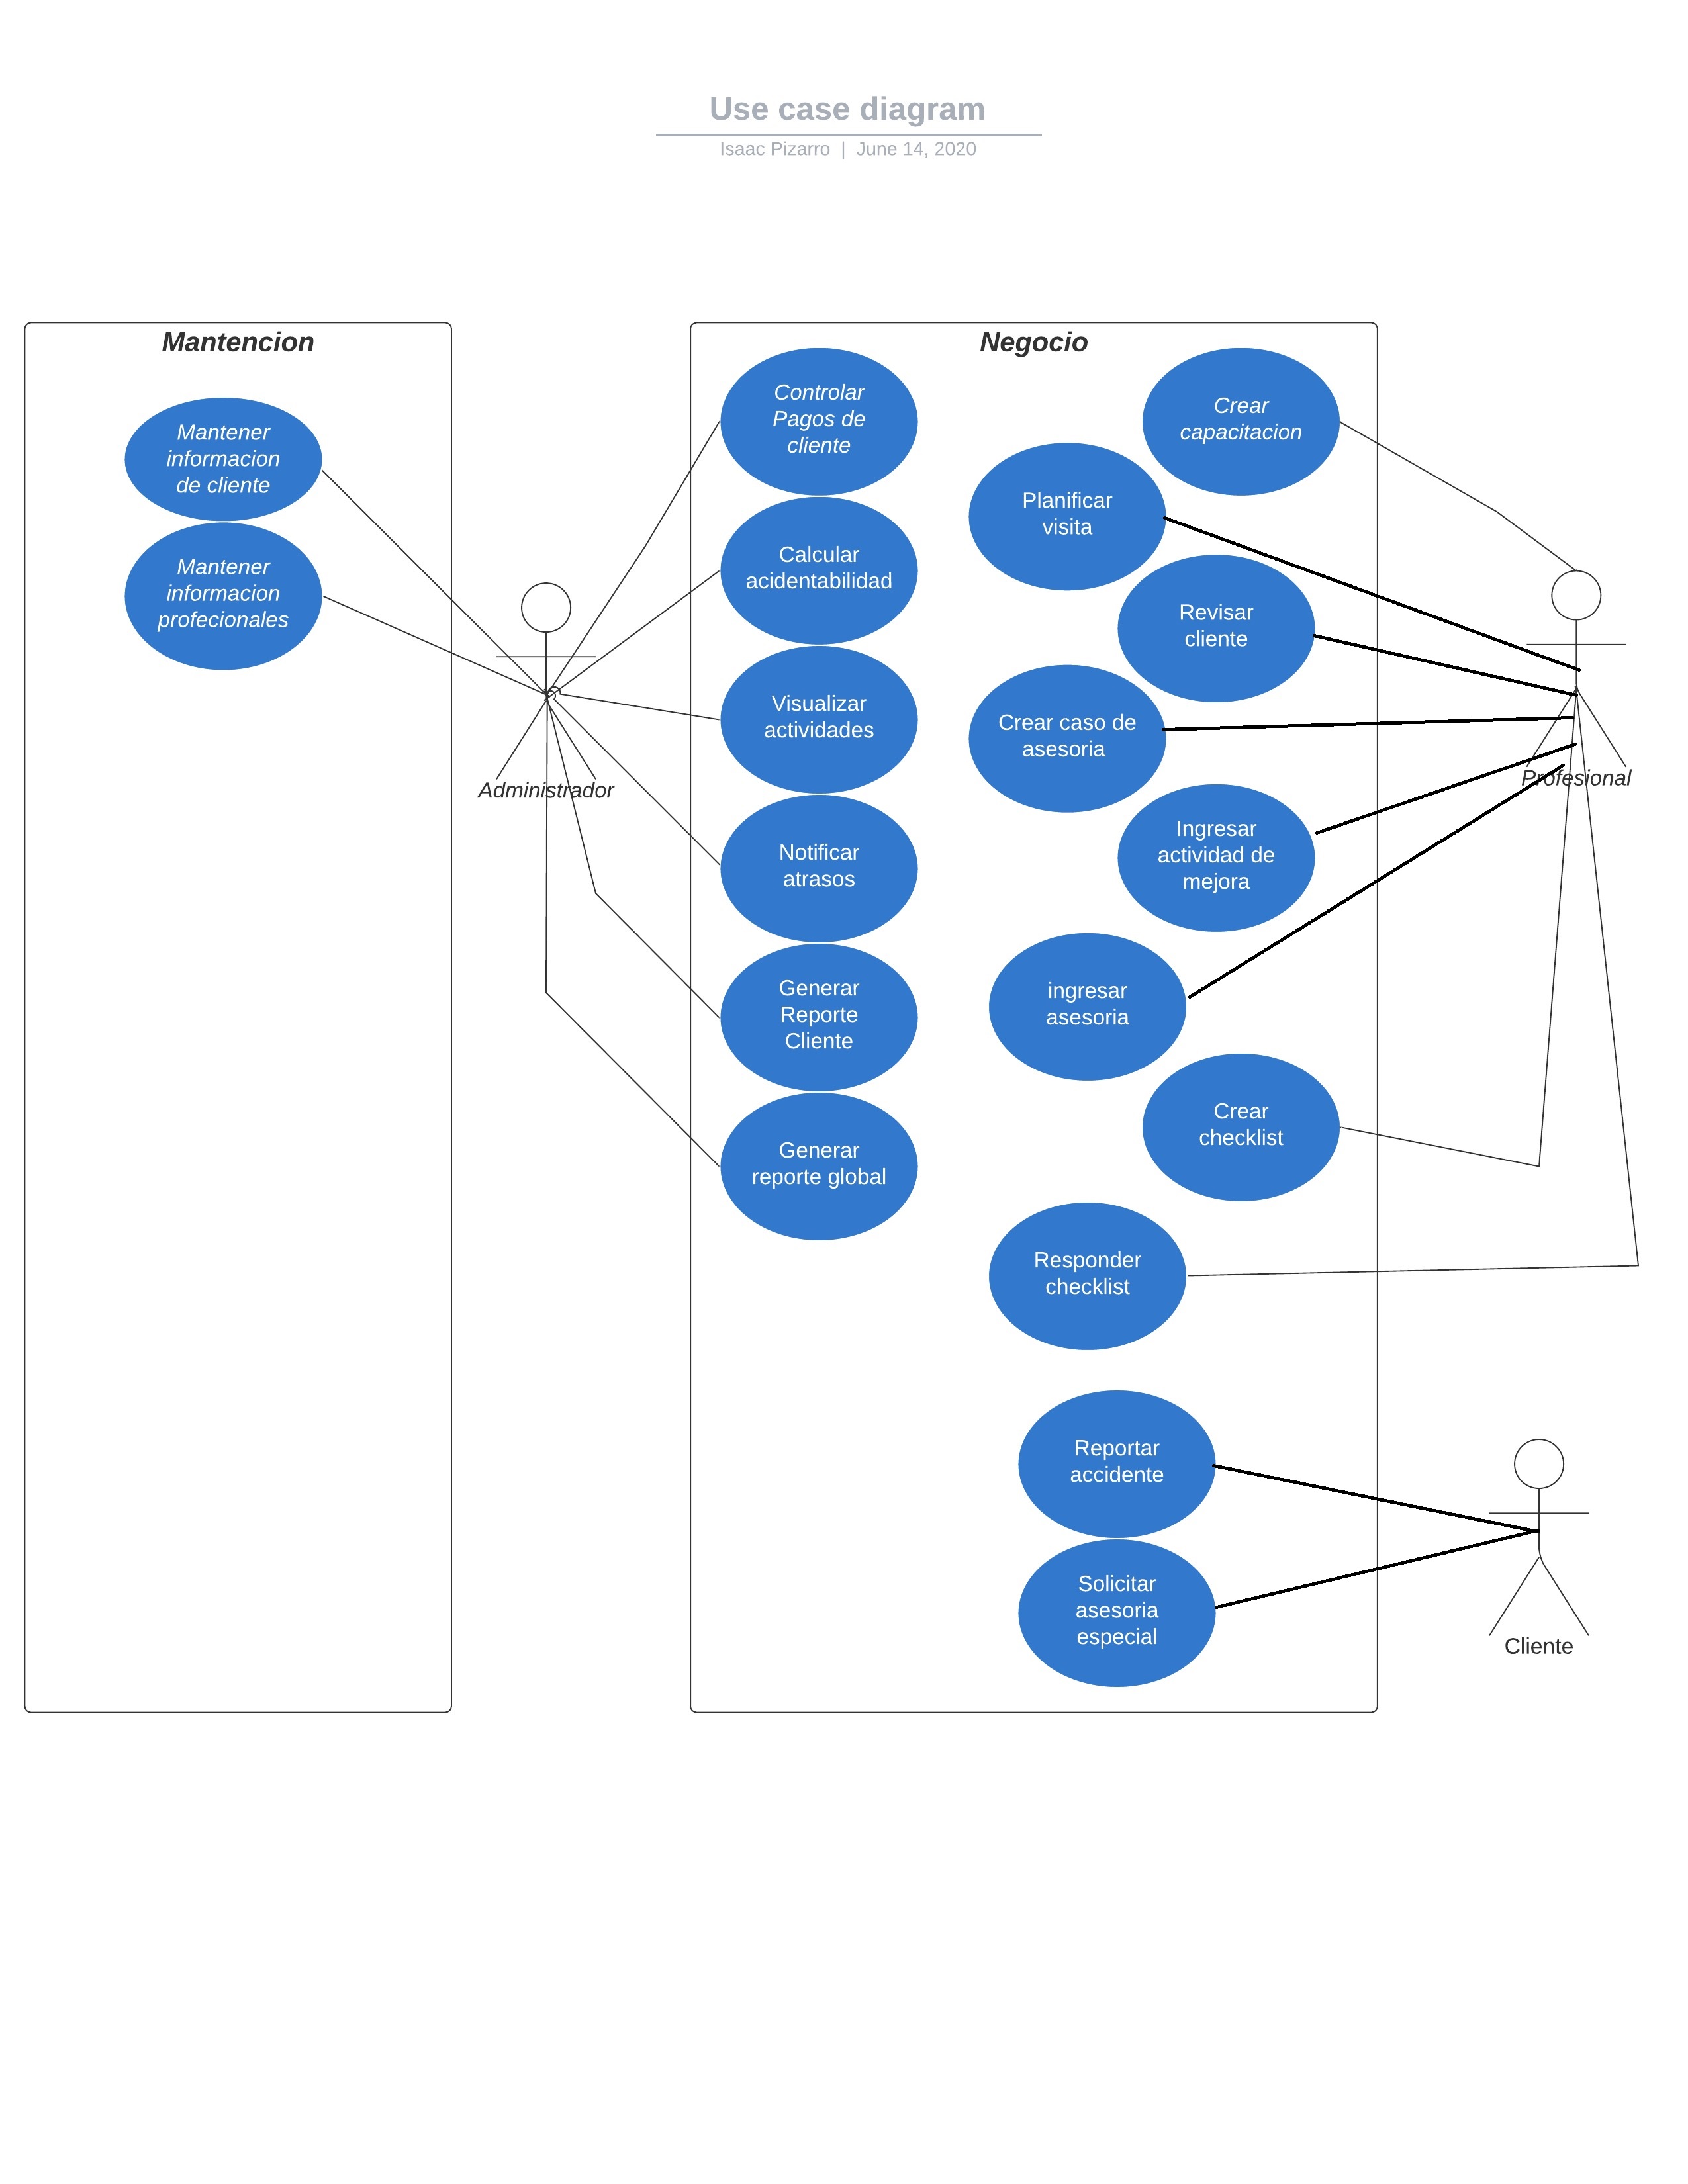 Use case diagram
Isaac Pizarro | June 14, 2020
Mantencion
Mantener
informacion
de cliente
Mantener
informacion
profecionales
Administrador
Negocio
Controlar
Pagos de
cliente
Calcular
acidentabilidad
Visualizar
actividades
Notificar
atrasos
Generar
Reporte
Cliente
Generar
reporte global
Crear
capacitacion
Planificar
visita
Revisar
cliente
Crear caso de
asesoria
Ingresar
actividad de
mejora
ingresar
asesoria
Crear
checklist
Responder
checklist
Reportar
accidente
Solicitar
asesoria
especial
Profesional
Cliente